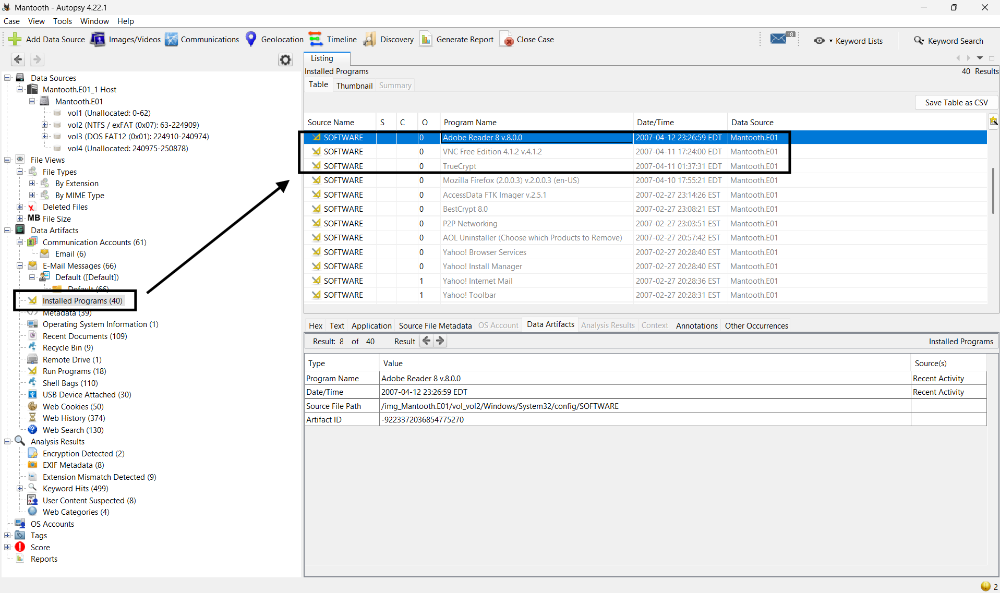 Mantooth - Autopsy 4.22.1
Case View Tools Window Help
Add Data Source Images/Videos Communications Geolocation Timeline Discovery Generate Report Close Case 18 Keyword Lists Keyword Search
Data Sources
Mantooth.E01_1 Host
Mantooth.E01
vol1 (Unallocated: 0-62)
vol2 (NTFS / exFAT (0x07): 63-224909)
vol3 (DOS FAT12 (0x01): 224910-240974)
vol4 (Unallocated: 240975-250878)
File Views
File Types
By Extension
By MIME Type
Deleted Files
MB File Size
Data Artifacts
Communication Accounts (61)
Email (6)
E-Mail Messages (66)
Default ([Default])
Default (66)
Installed Programs (40)
Metadata (39)
Operating System Information (1)
Recent Documents (109)
Recycle Bin (9)
Remote Drive (1)
Run Programs (18)
Shell Bags (110)
USB Device Attached (30)
Web Cookies (50)
Web History (374)
Web Search (130)
Analysis Results
Encryption Detected (2)
EXIF Metadata (8)
Extension Mismatch Detected (9)
Keyword Hits (499)
User Content Suspected (8)
Web Categories (4)
OS Accounts
Tags
Score
Reports
Listing
Installed Programs 40 Results
Table Thumbnail Summary
Save Table as CSV
Source Name S C O Program Name Date/Time Data Source
SOFTWARE 0 Adobe Reader 8 v.8.0.0 2007-04-12 23:26:59 EDT Mantooth.E01
SOFTWARE 0 VNC Free Edition 4.1.2 v.4.1.2 2007-04-11 17:24:00 EDT Mantooth.E01
SOFTWARE 0 TrueCrypt 2007-04-11 01:37:31 EDT Mantooth.E01
SOFTWARE 0 Mozilla Firefox (2.0.0.3) v.2.0.0.3 (en-US) 2007-04-10 17:55:21 EDT Mantooth.E01
SOFTWARE 0 AccessData FTK Imager v.2.5.1 2007-02-27 23:14:26 EST Mantooth.E01
SOFTWARE 0 BestCrypt 8.0 2007-02-27 23:08:21 EST Mantooth.E01
SOFTWARE 0 P2P Networking 2007-02-27 23:03:51 EST Mantooth.E01
SOFTWARE 0 AOL Uninstaller (Choose which Products to Remove) 2007-02-27 20:57:42 EST Mantooth.E01
SOFTWARE 0 Yahoo! Browser Services 2007-02-27 20:28:40 EST Mantooth.E01
SOFTWARE 0 Yahoo! Install Manager 2007-02-27 20:28:40 EST Mantooth.E01
SOFTWARE 1 Yahoo! Internet Mail 2007-02-27 20:28:36 EST Mantooth.E01
SOFTWARE 1 Yahoo! Toolbar 2007-02-27 20:28:31 EST Mantooth.E01
Hex Text Application Source File Metadata OS Account Data Artifacts Analysis Results Context Annotations Other Occurrences
Result: 8 of 40 Result Installed Programs
Type Value Source(s)
Program Name Adobe Reader 8 v.8.0.0 Recent Activity
Date/Time 2007-04-12 23:26:59 EDT Recent Activity
Source File Path /img_Mantooth.E01/vol_vol2/Windows/System32/config/SOFTWARE
Artifact ID -9223372036854775270
2